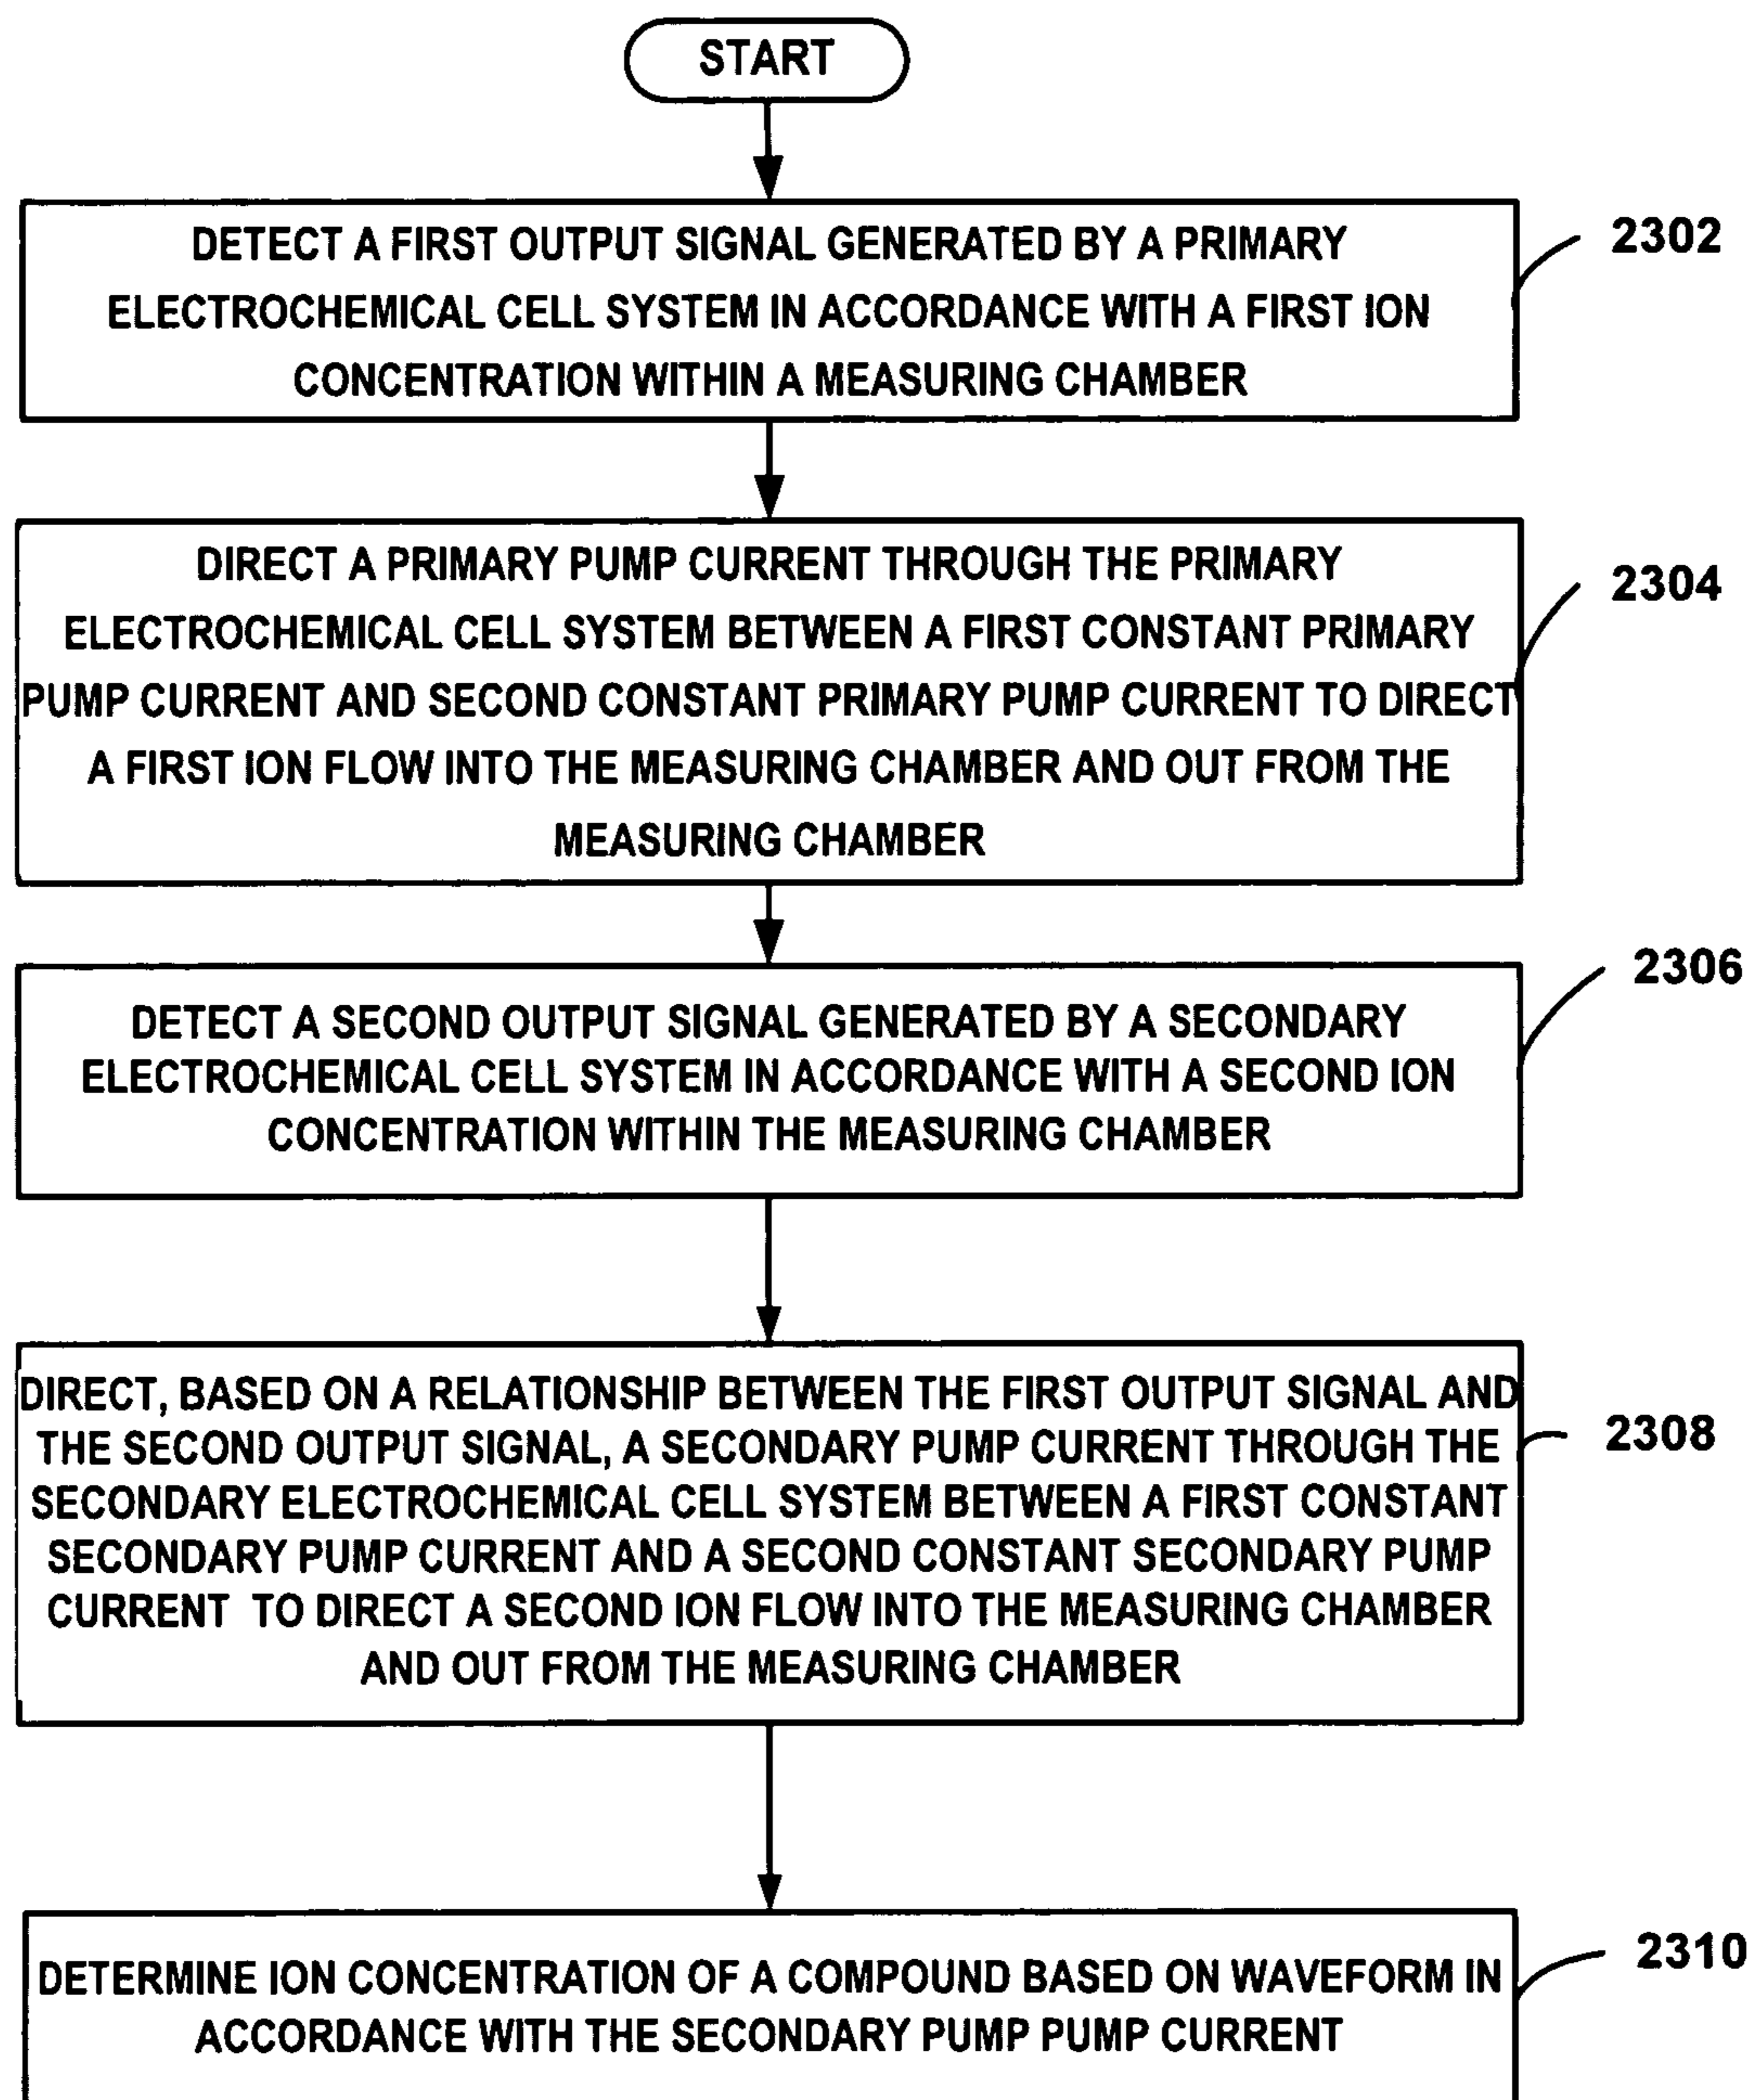 START
DETECT A FIRST OUTPUT SIGNAL GENERATED BY A PRIMARY
ELECTROCHEMICAL CELL SYSTEM IN ACCORDANCE WITH A FIRST ION
CONCENTRATION WITHIN A MEASURING CHAMBER
2302
DIRECT A PRIMARY PUMP CURRENT THROUGH THE PRIMARY
ELECTROCHEMICAL CELL SYSTEM BETWEEN A FIRST CONSTANT PRIMARY
PUMP CURRENT AND SECOND CONSTANT PRIMARY PUMP CURRENT TO DIRECT
A FIRST ION FLOW INTO THE MEASURING CHAMBER AND OUT FROM THE
MEASURING CHAMBER
2304
DETECT A SECOND OUTPUT SIGNAL GENERATED BY A SECONDARY
ELECTROCHEMICAL CELL SYSTEM IN ACCORDANCE WITH A SECOND ION
CONCENTRATION WITHIN THE MEASURING CHAMBER
2306
DIRECT, BASED ON A RELATIONSHIP BETWEEN THE FIRST OUTPUT SIGNAL AND
THE SECOND OUTPUT SIGNAL, A SECONDARY PUMP CURRENT THROUGH THE
SECONDARY ELECTROCHEMICAL CELL SYSTEM BETWEEN A FIRST CONSTANT
SECONDARY PUMP CURRENT AND A SECOND CONSTANT SECONDARY PUMP
CURRENT TO DIRECT A SECOND ION FLOW INTO THE MEASURING CHAMBER
AND OUT FROM THE MEASURING CHAMBER
2308
DETERMINE ION CONCENTRATION OF A COMPOUND BASED ON WAVEFORM IN
ACCORDANCE WITH THE SECONDARY PUMP PUMP CURRENT
2310